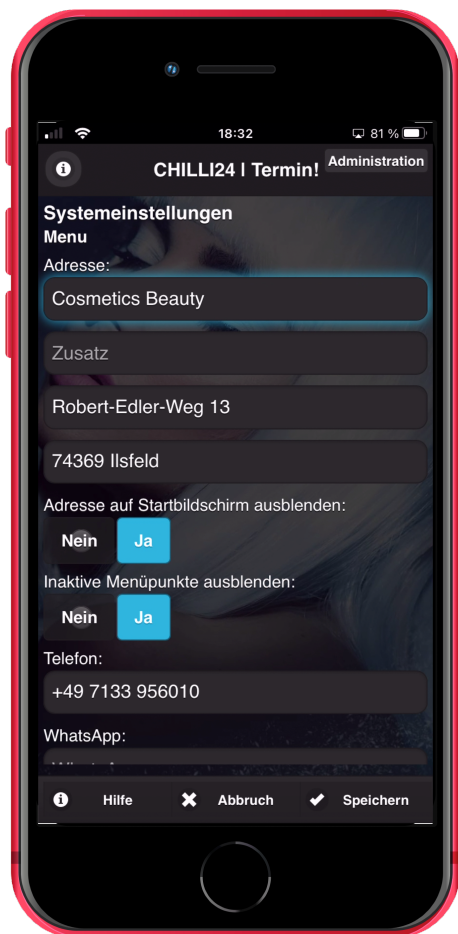 18:32
81 %
CHILLI24 | Termin!
Administration
Systemeinstellungen
Menu
Adresse:
Cosmetics Beauty
Zusatz
Robert-Edler-Weg 13
74369 Ilsfeld
Adresse auf Startbildschirm ausblenden:
Nein Ja
Inaktive Menüpunkte ausblenden:
Nein Ja
Telefon:
+49 7133 956010
WhatsApp:
Hilfe Abbruch Speichern